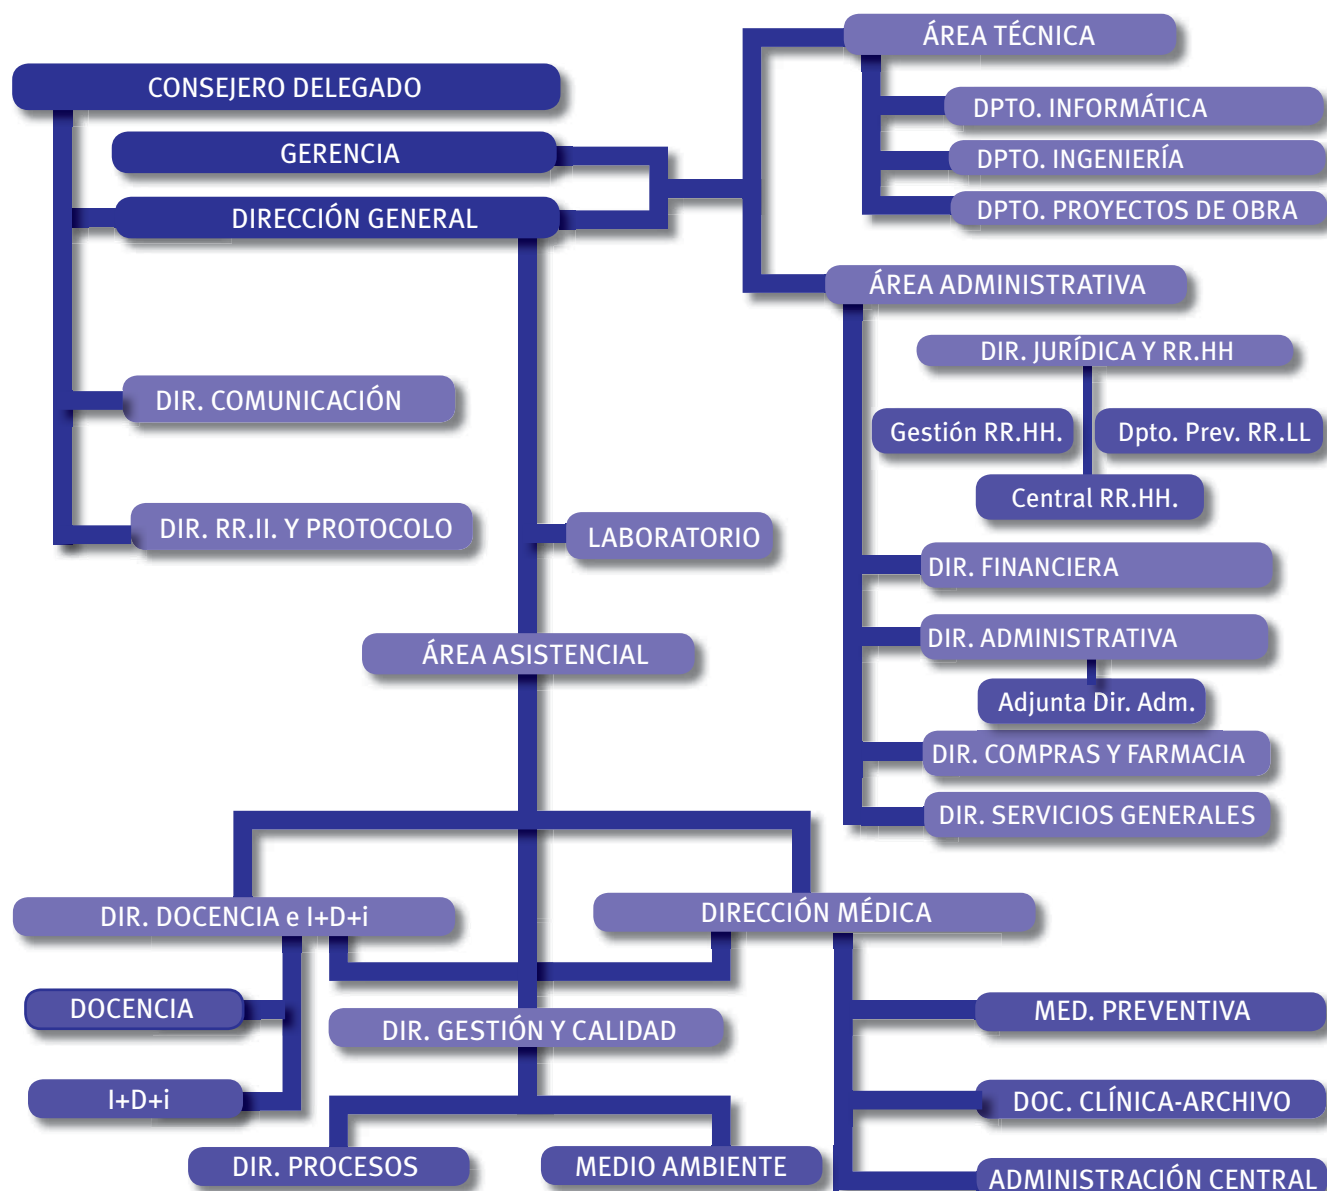 CONSEJERO DELEGADO
GERENCIA
DIRECCIÓN GENERAL
DIR. COMUNICACIÓN
DIR. RR.II. Y PROTOCOLO
ÁREA TÉCNICA
DPTO. INFORMÁTICA
DPTO. INGENIERÍA
DPTO. PROYECTOS DE OBRA
ÁREA ADMINISTRATIVA
DIR. JURÍDICA Y RR.HH
Gestión RR.HH.
Dpto. Prev. RR.LL
Central RR.HH.
DIR. FINANCIERA
DIR. ADMINISTRATIVA
Adjunta Dir. Adm.
DIR. COMPRAS Y FARMACIA
DIR. SERVICIOS GENERALES
LABORATORIO
ÁREA ASISTENCIAL
DIR. DOCENCIA e I+D+i
DOCENCIA
I+D+i
DIRECCIÓN MÉDICA
DIR. GESTIÓN Y CALIDAD
DIR. PROCESOS
MEDIO AMBIENTE
MED. PREVENTIVA
DOC. CLÍNICA-ARCHIVO
ADMINISTRACIÓN CENTRAL